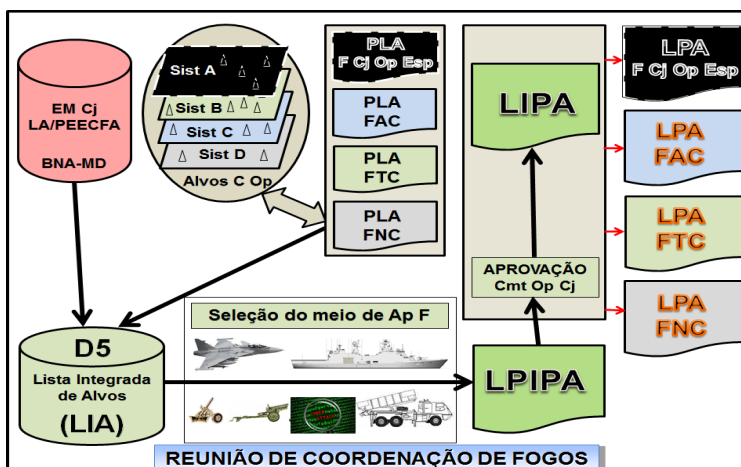 EM Cj
LA/PEECFA
BNA-MD
Sist A
Sist B
Sist C
Sist D
Alvos C Op
PLA
F Cj Op Esp
PLA
FAC
PLA
FTC
PLA
FNC
LIPA
APROVAÇÃO
Cmt Op Cj
LPA
F Cj Op Esp
LPA
FAC
LPA
FTC
LPA
FNC
D5
Lista Integrada
de Alvos
(LIA)
Seleção do meio de Ap F
LPIPA
REUNIÃO DE COORDENAÇÃO DE FOGOS